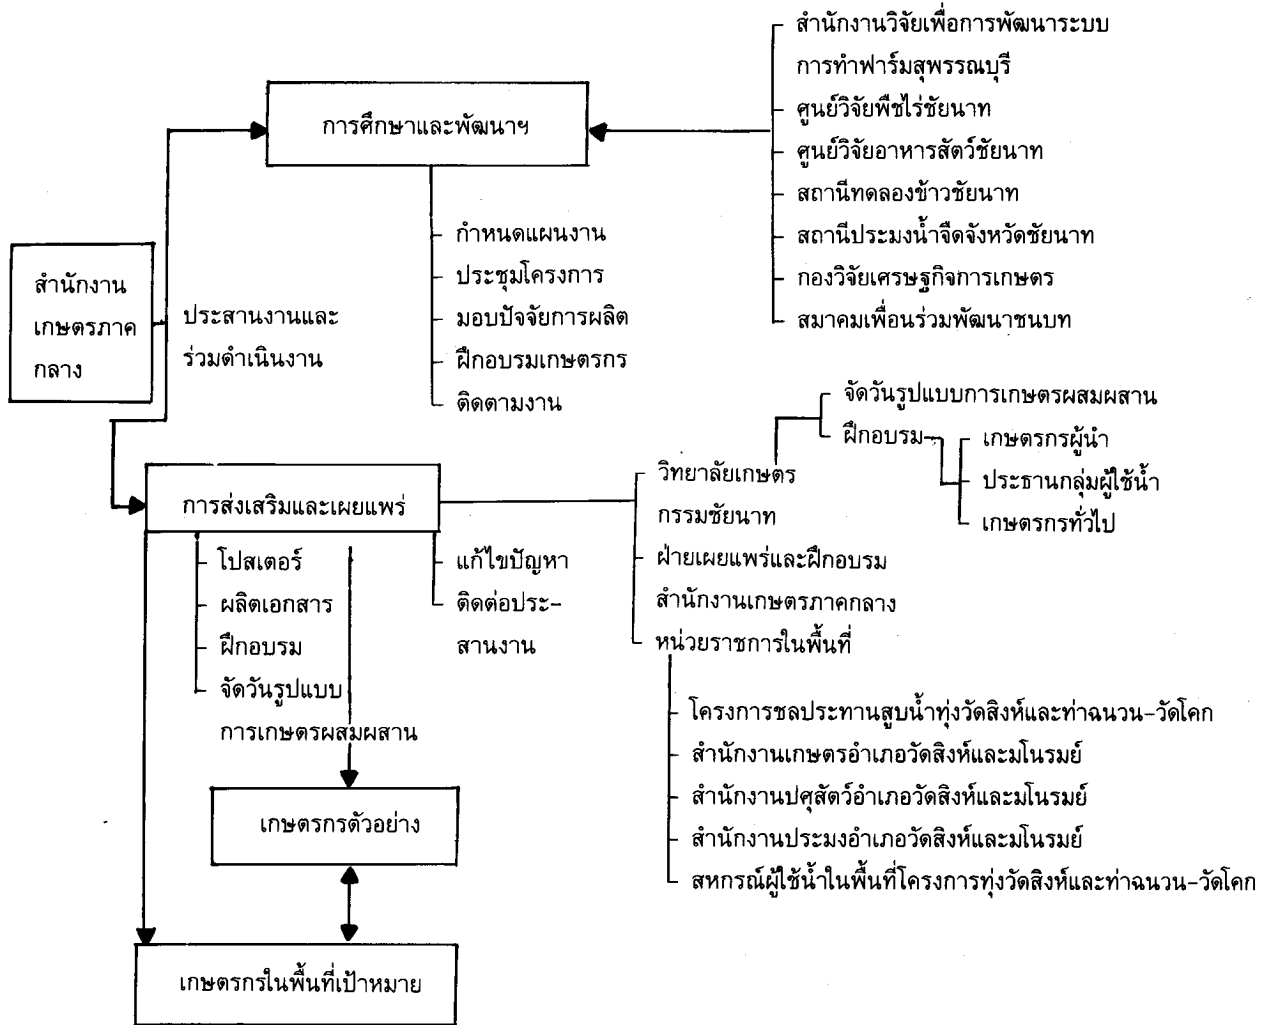 สำนักงานวิจัยเพื่อการพัฒนาระบบ
การทำฟาร์มสุพรรณบุรี
ศูนย์วิจัยพืชไร่ชัยนาท
ศูนย์วิจัยอาหารสัตว์ชัยนาท
สถานีทดลองข้าวชัยนาท
สถานีประมงน้ำจืดจังหวัดชัยนาท
กองวิจัยเศรษฐกิจการเกษตร
สมาคมเพื่อนร่วมพัฒนาชนบท
การศึกษาและพัฒนาฯ
กำหนดแผนงาน
ประชุมโครงการ
มอบปัจจัยการผลิต
ฝึกอบรมเกษตรกร
ติดตามงาน
สำนักงาน
เกษตรภาค
กลาง
ประสานงานและ
ร่วมดำเนินงาน
จัดวันรูปแบบการเกษตรผสมผสาน
ฝึกอบรม
เกษตรกรผู้นำ
ประธานกลุ่มผู้ใช้น้ำ
เกษตรกรทั่วไป
การส่งเสริมและเผยแพร่
วิทยาลัยเกษตร
กรรมชัยนาท
ฝ่ายเผยแพร่และฝึกอบรม
สำนักงานเกษตรภาคกลาง
หน่วยราชการในพื้นที่
โปสเตอร์
ผลิตเอกสาร
ฝึกอบรม
จัดวันรูปแบบ
การเกษตรผสมผสาน
แก้ไขปัญหา
ติดต่อประ-
สานงาน
โครงการชลประทานสูบน้ำทุ่งวัดสิงห์และท่าฉนวน-วัดโคก
สำนักงานเกษตรอำเภอวัดสิงห์และมโนรมย์
สำนักงานปศุสัตว์อำเภอวัดสิงห์และมโนรมย์
สำนักงานประมงอำเภอวัดสิงห์และมโนรมย์
สหกรณ์ผู้ใช้น้ำในพื้นที่โครงการทุ่งวัดสิงห์และท่าฉนวน-วัดโคก
เกษตรกรตัวอย่าง
เกษตรกรในพื้นที่เป้าหมาย